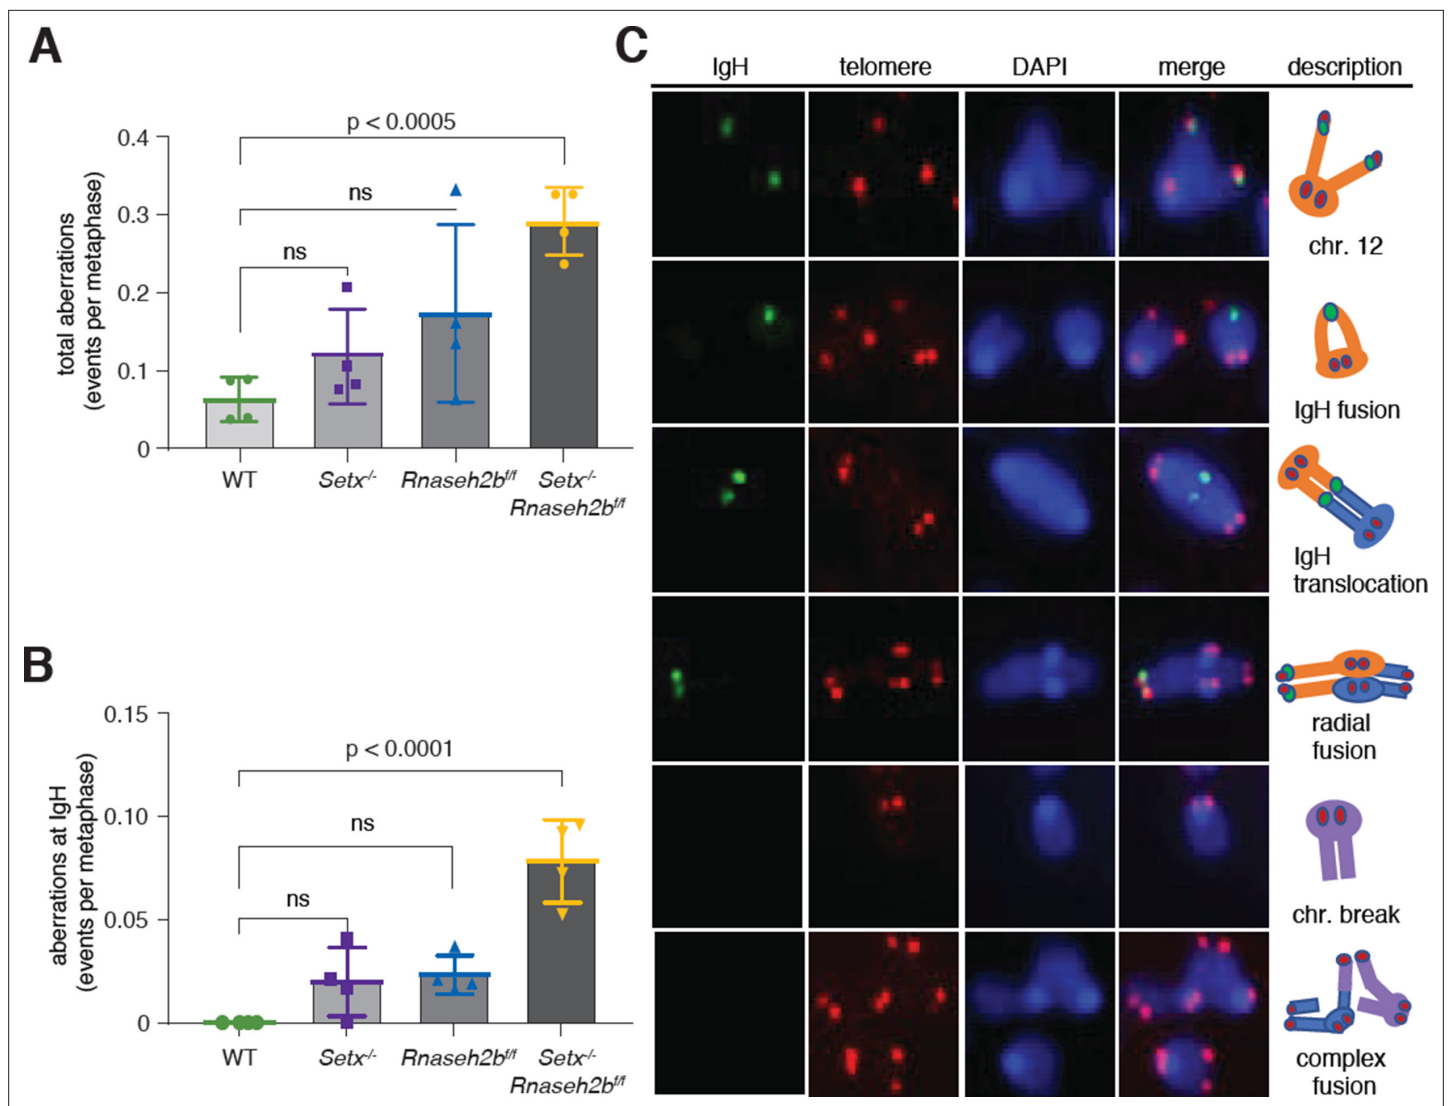 A
total aberrations
(events per metaphase)
0.4
0.3
0.2
0.1
0
p < 0.0005
ns
ns
WT
Setx-/-
Rnaseh2bf/f
Setx-/-
Rnaseh2bf/f
B
aberrations at IgH
(events per metaphase)
0.15
0.10
0.05
0
p < 0.0001
ns
ns
WT
Setx-/-
Rnaseh2bf/f
Setx-/-
Rnaseh2bf/f
C
IgH telomere DAPI merge description
chr. 12
IgH fusion
IgH
translocation
radial
fusion
chr. break
complex
fusion